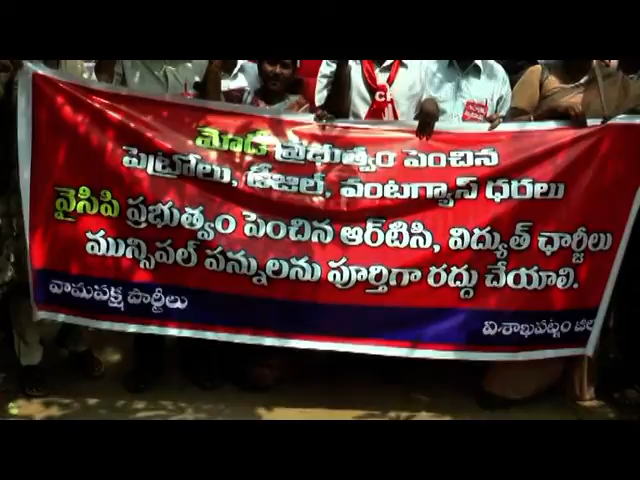 మోడీ ప్రభుత్వం పెంచిన
పెట్రోలు, డీజిల్, వంటగ్యాస్ ధరలు
వైసిపి ప్రభుత్వం పెంచిన ఆర్‌టిసి, విద్యుత్ ఛార్జీలు
మున్సిపల్ పన్నులను పూర్తిగా రద్దు చేయాలి.
వామపక్ష పార్టీలు
విశాఖపట్నం